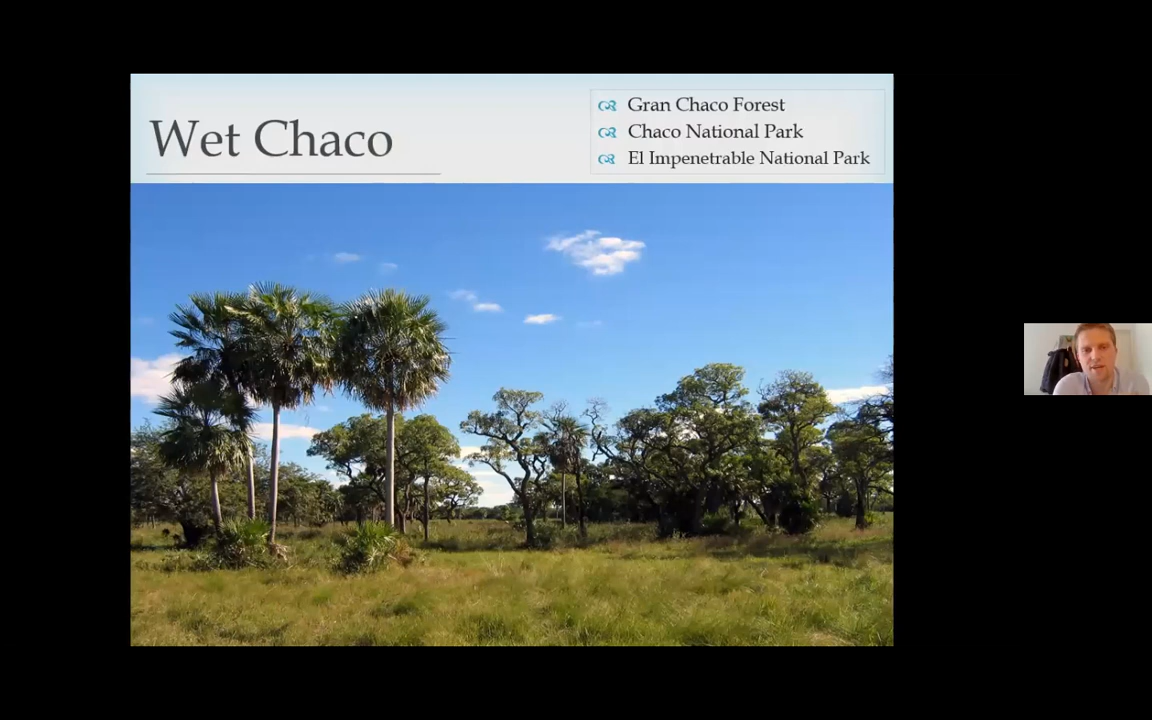 Wet Chaco
Gran Chaco Forest
Chaco National Park
El Impenetrable National Park